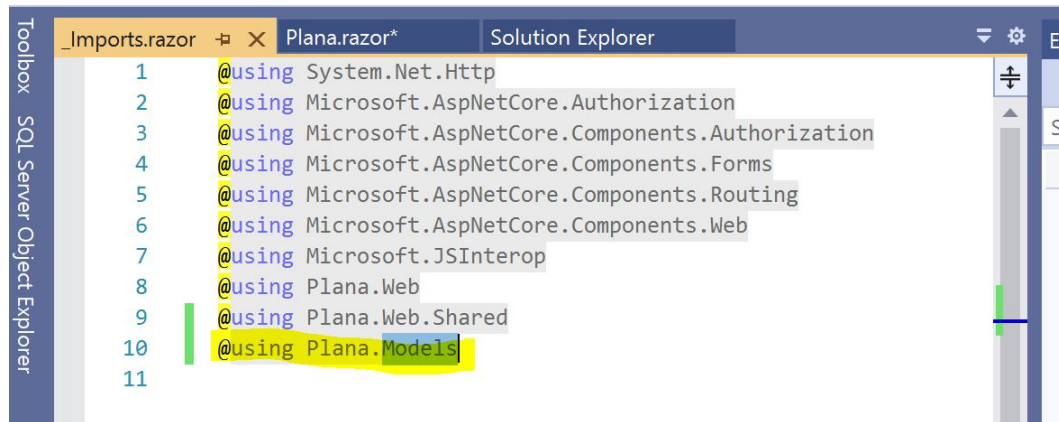 Toolbox
SQL Server Object Explorer
_Imports.razor
Plana.razor*
Solution Explorer
1 @using System.Net.Http
2 @using Microsoft.AspNetCore.Authorization
3 @using Microsoft.AspNetCore.Components.Authorization
4 @using Microsoft.AspNetCore.Components.Forms
5 @using Microsoft.AspNetCore.Components.Routing
6 @using Microsoft.AspNetCore.Components.Web
7 @using Microsoft.JSInterop
8 @using Plana.Web
9 @using Plana.Web.Shared
10 @using Plana.Models
11